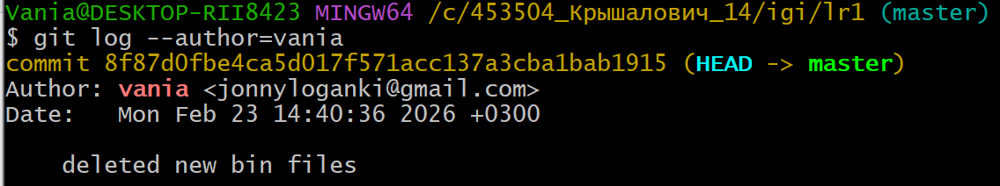 Vania@DESKTOP-RII8423 MINGW64 /c/453504_Крышалович_14/igi/lr1 (master)
$ git log --author=vania
commit 8f87d0fbe4ca5d017f571acc137a3cba1bab1915 (HEAD -> master)
Author: vania <jonnyloganki@gmail.com>
Date:   Mon Feb 23 14:40:36 2026 +0300
    deleted new bin files